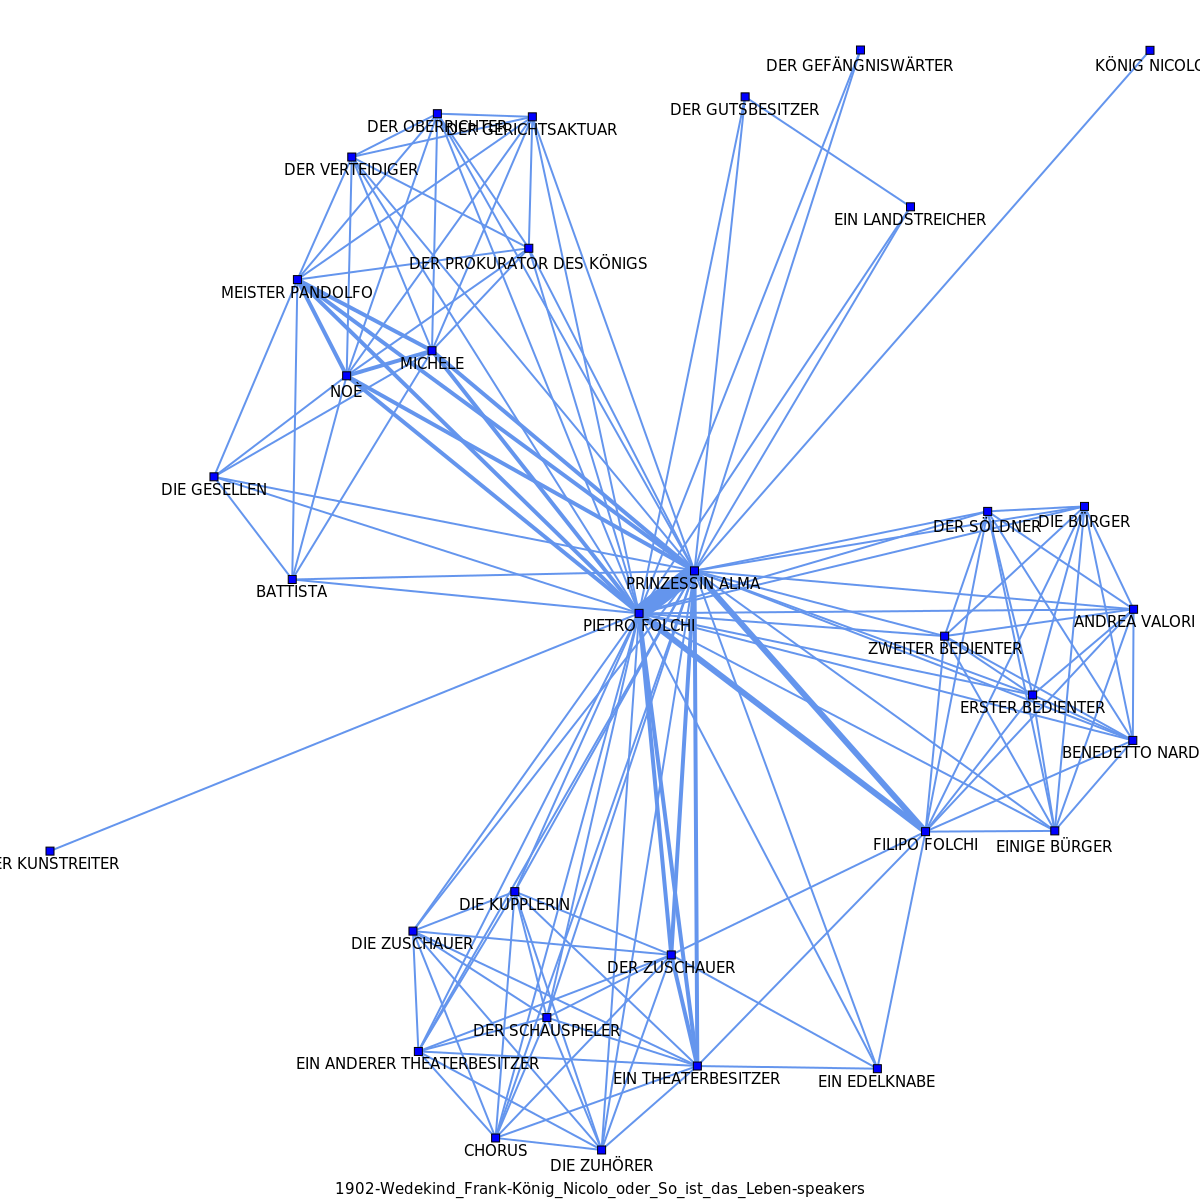 DER GEFÄNGNISWÄRTER
KÖNIG NICOLO
DER GUTSBESITZER
DER OBERRICHTER
DER GERICHTSAKTUAR
DER VERTEIDIGER
EIN LANDSTREICHER
DER PROKURATOR DES KÖNIGS
MEISTER PANDOLFO
MICHELE
NOÈ
DIE GESELLEN
DER SÖLDNER
DIE BÜRGER
PRINZESSIN ALMA
BATTISTA
PIETRO FOLCHI
ANDREA VALORI
ZWEITER BEDIENTER
ERSTER BEDIENTER
BENEDETTO NARD
FILIPO FOLCHI
EINIGE BÜRGER
ER KUNSTREITER
DIE KUPPLERIN
DIE ZUSCHAUER
DER ZUSCHAUER
DER SCHAUSPIELER
EIN ANDERER THEATERBESITZER
EIN THEATERBESITZER
EIN EDELKNABE
CHORUS
DIE ZUHÖRER
1902-Wedekind_Frank-König_Nicolo_oder_So_ist_das_Leben-speakers